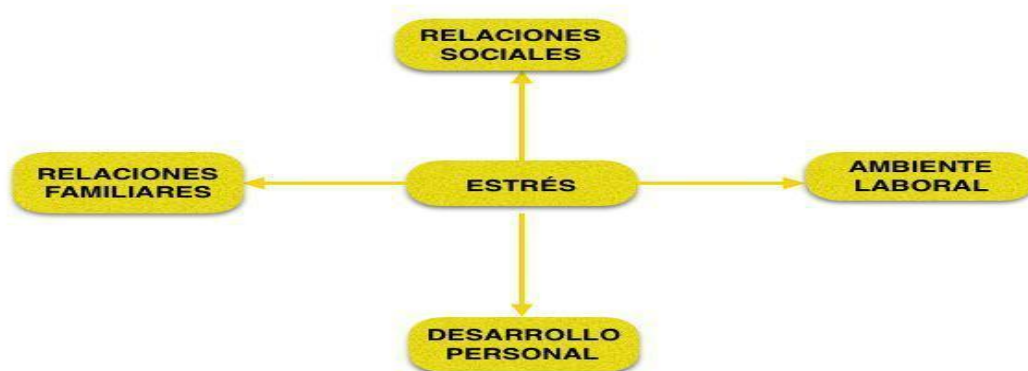 RELACIONES
SOCIALES
RELACIONES
FAMILIARES
ESTRÉS
AMBIENTE
LABORAL
DESARROLLO
PERSONAL